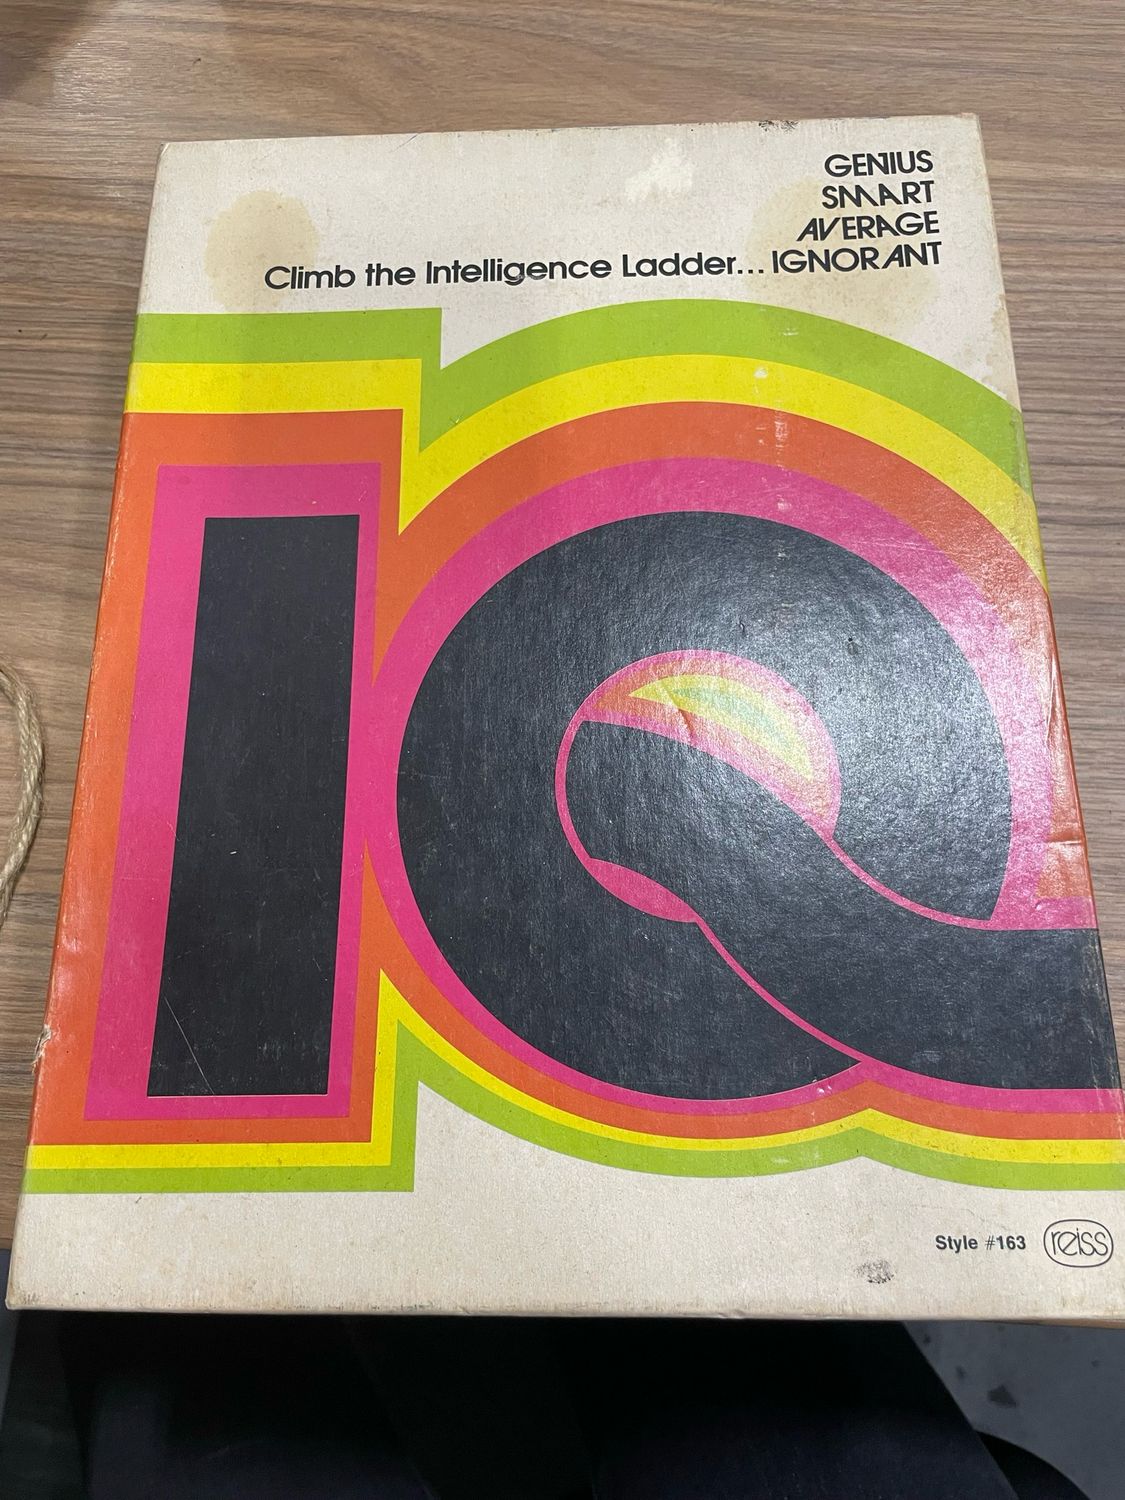 GENIUS
SMART
AVERAGE
Climb the Intelligence Ladder... IGNORANT
IQ
Style #163 reiss